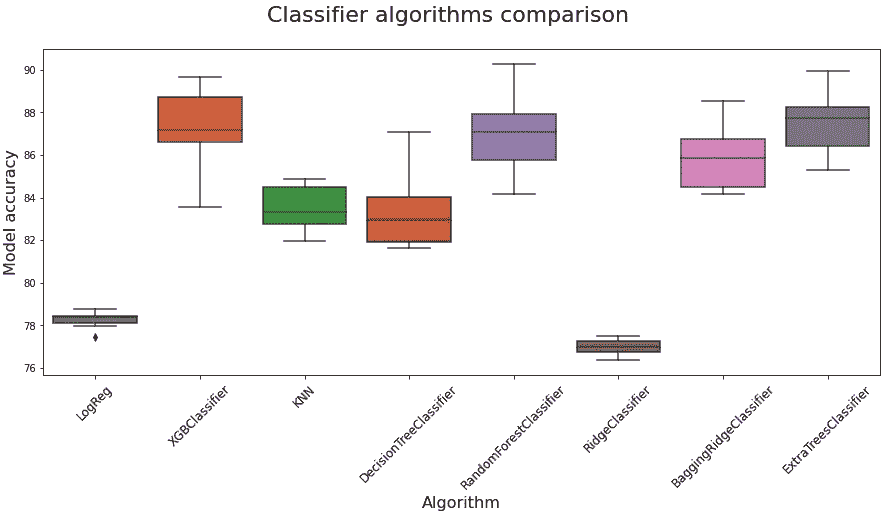 Classifier algorithms comparison
Model accuracy
90
88
86
84
82
80
78
76
LogReg
XGBClassifier
KNN
DecisionTreeClassifier
RandomForestClassifier
RidgeClassifier
BaggingRidgeClassifier
ExtraTreesClassifier
Algorithm